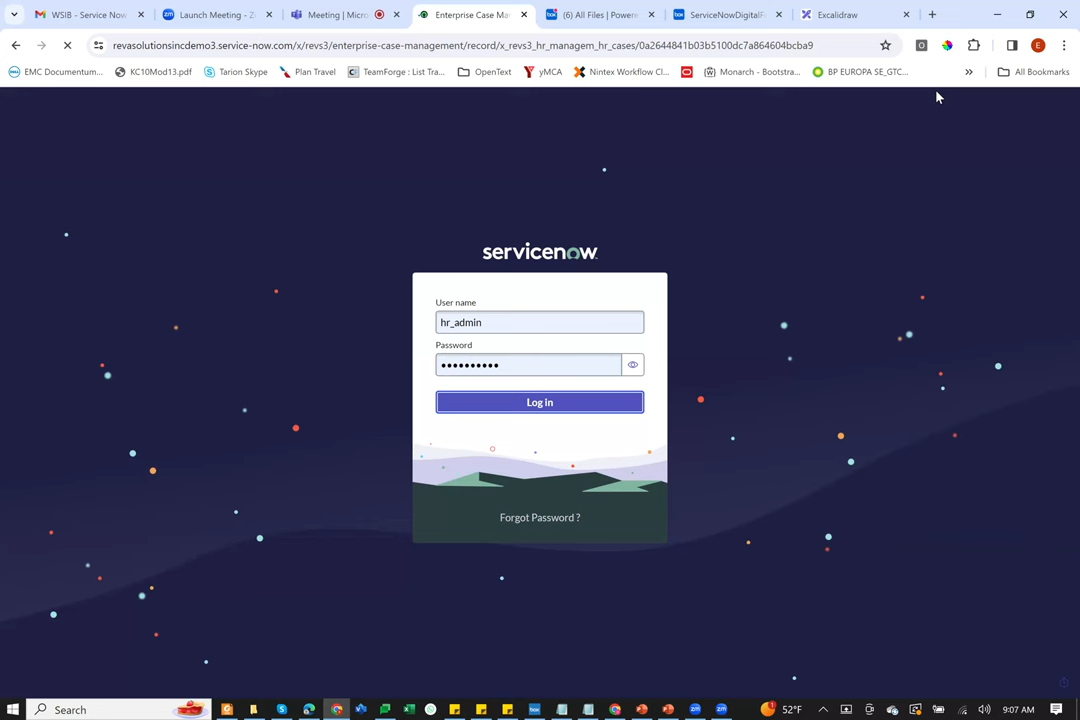 WSIB - Service Now
Launch Meeting - Z
Meeting | Micro
Enterprise Case Ma
(6) All Files | Powere
ServiceNowDigitalF
Excalidraw
revasolutionsincdemo3.service-now.com/x/revs3/enterprise-case-management/record/x_revs3_hr_managem_hr_cases/0a2644841b03b5100dc7a864604bcba9
EMC Documentum...
KC10Mod13.pdf
Tarion Skype
Plan Travel
TeamForge : List Tra...
OpenText
yMCA
Nintex Workflow Cl...
Monarch - Bootstra...
BP EUROPA SE_GTC...
All Bookmarks
servicenow
User name
hr_admin
Password
Log in
Forgot Password ?
Search
52°F
9:07 AM